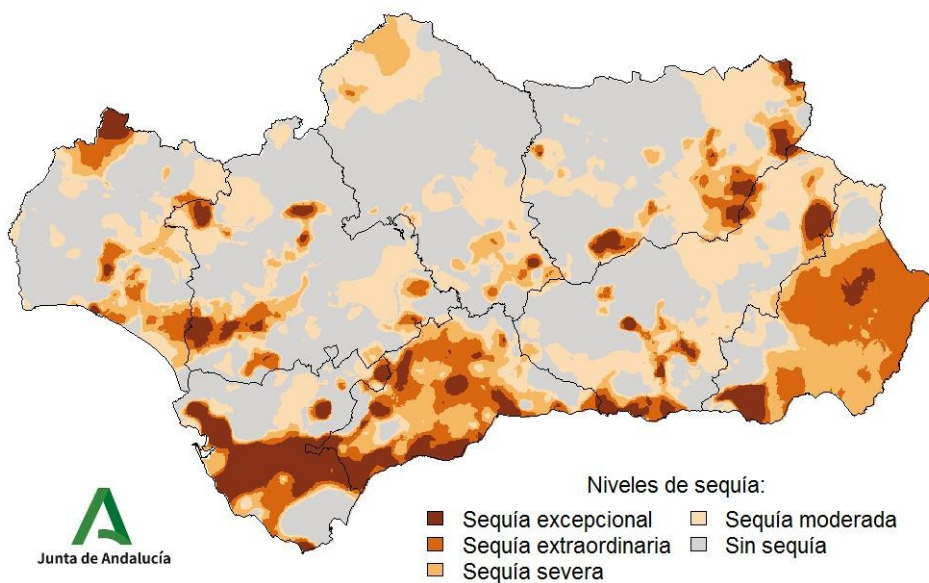 Niveles de sequía:
Sequía excepcional
Sequía extraordinaria
Sequía severa
Sequía moderada
Sin sequía
Junta de Andalucía